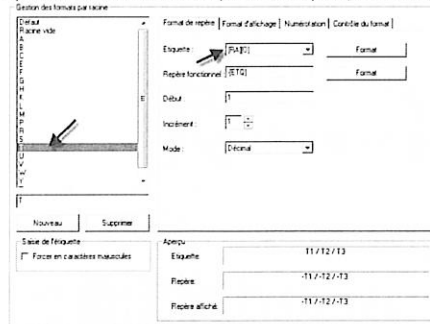 Gestion des formats par racine
Défaut
Racine vide
A
B
C
E
F
G
H
K
L
M
P
R
S
U
V
W
Y
T
Nouveau Supprimer
Saisie de l'étiquette
Forcer en caractères majuscules
Format de repère Format d'affichage Numérotation Contrôle du format
Etiquette : Format
Repère fonctionnel Format
Début : 1
Incrément : 1
Mode : Décimal
Aperçu
Etiquette T1 / T2 / T3
Repère -T1 / -T2 / -T3
Repère affiché -T1 / -T2 / -T3